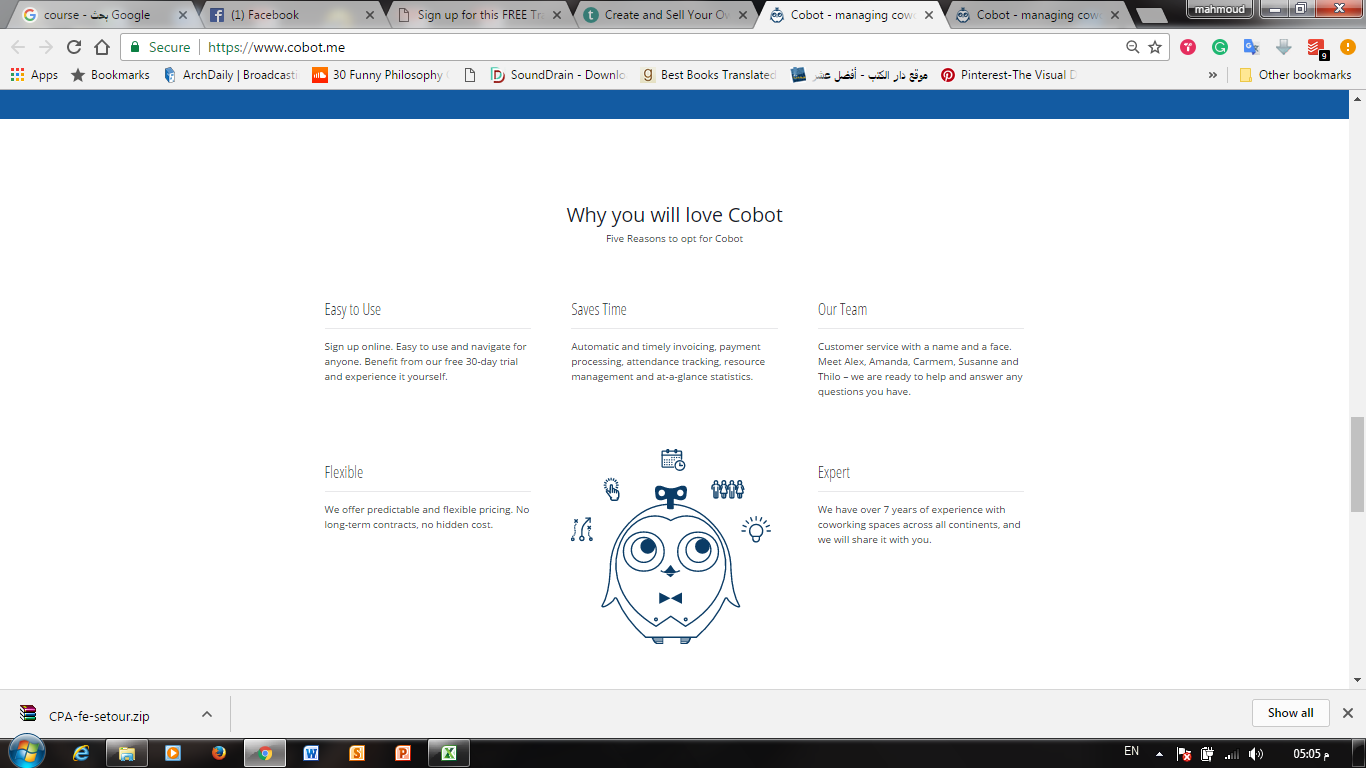 course - بحث Google
(1) Facebook
Sign up for this FREE Tr
Create and Sell Your Ow
Cobot - managing cow
Cobot - managing cow
mahmoud
Secure
https://www.cobot.me
Apps
Bookmarks
ArchDaily | Broadcasti
30 Funny Philosophy
SoundDrain - Downlo
Best Books Translated
موقع دار الكتب - أفضل عشر
Pinterest-The Visual D
»
Other bookmarks
9
Why you will love Cobot
Five Reasons to opt for Cobot
Easy to Use
Sign up online. Easy to use and navigate for
anyone. Benefit from our free 30-day trial
and experience it yourself.
Saves Time
Automatic and timely invoicing, payment
processing, attendance tracking, resource
management and at-a-glance statistics.
Our Team
Customer service with a name and a face.
Meet Alex, Amanda, Carmem, Susanne and
Thilo – we are ready to help and answer any
questions you have.
Flexible
We offer predictable and flexible pricing. No
long-term contracts, no hidden cost.
Expert
We have over 7 years of experience with
coworking spaces across all continents, and
we will share it with you.
CPA-fe-setour.zip
Show all
EN
05:05 م